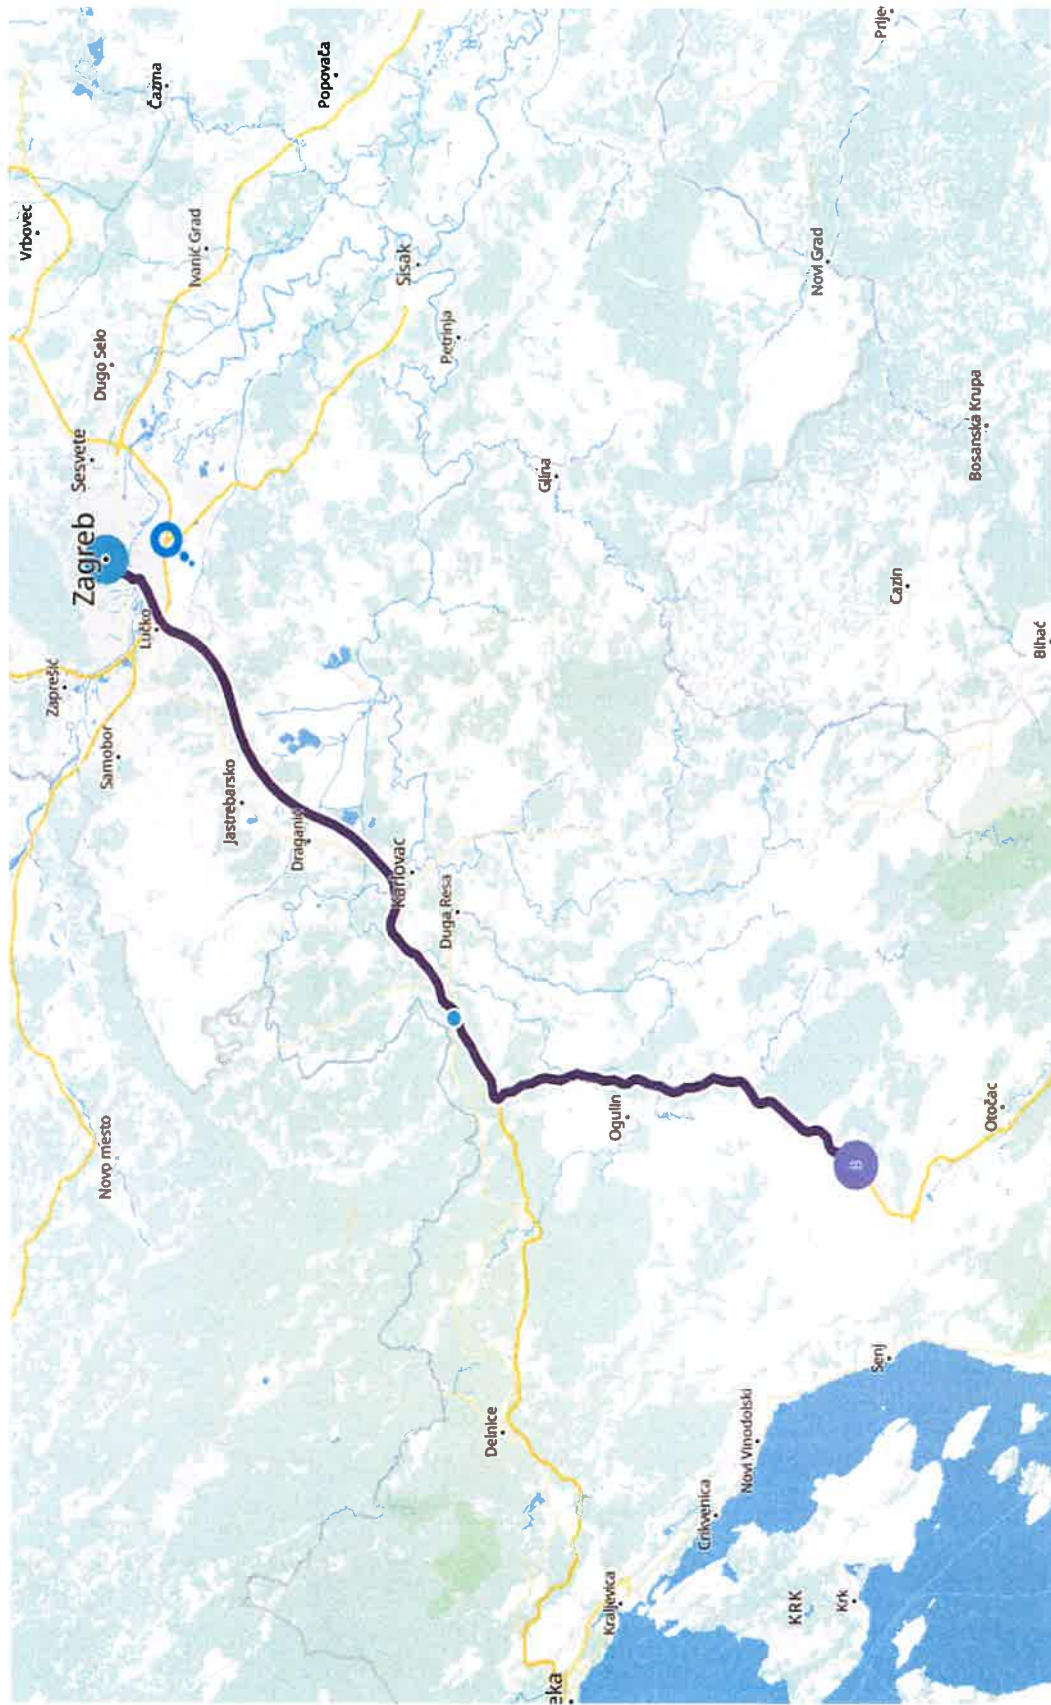 Vrbovec
Zaprešić
Zagreb
Sesvete
Dugo Selo
Samobor
Novo mesto
Lučko
Čazma
Ivanić Grad
Jastrebarsko
Draganić
Popovača
Karlovac
Sisak
Duga Resa
Petrinja
Delnice
Glina
eka
Kraljevica
Ogulin
Crikvenica
Novi Vinodolski
KRK
Novi Grad
Krk
B
Senj
Prije
Cazin
Bosanska Krupa
Otočac
Bihać